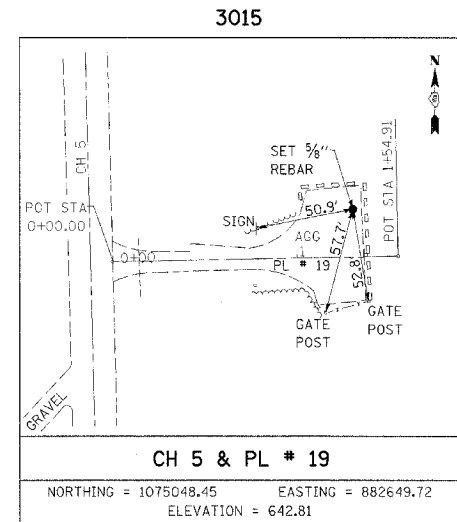 3015
N
CH 5
SET 5/8"
REBAR
POT STA 1+54.91
POT STA
0+00.00
SIGN
50.9'
AGG
57.7'
0+00
PL # 19
52.8'
GATE
POST
GATE
POST
GRAVEL
CH 5 & PL # 19
NORTHING = 1075048.45 EASTING = 882649.72
ELEVATION = 642.81